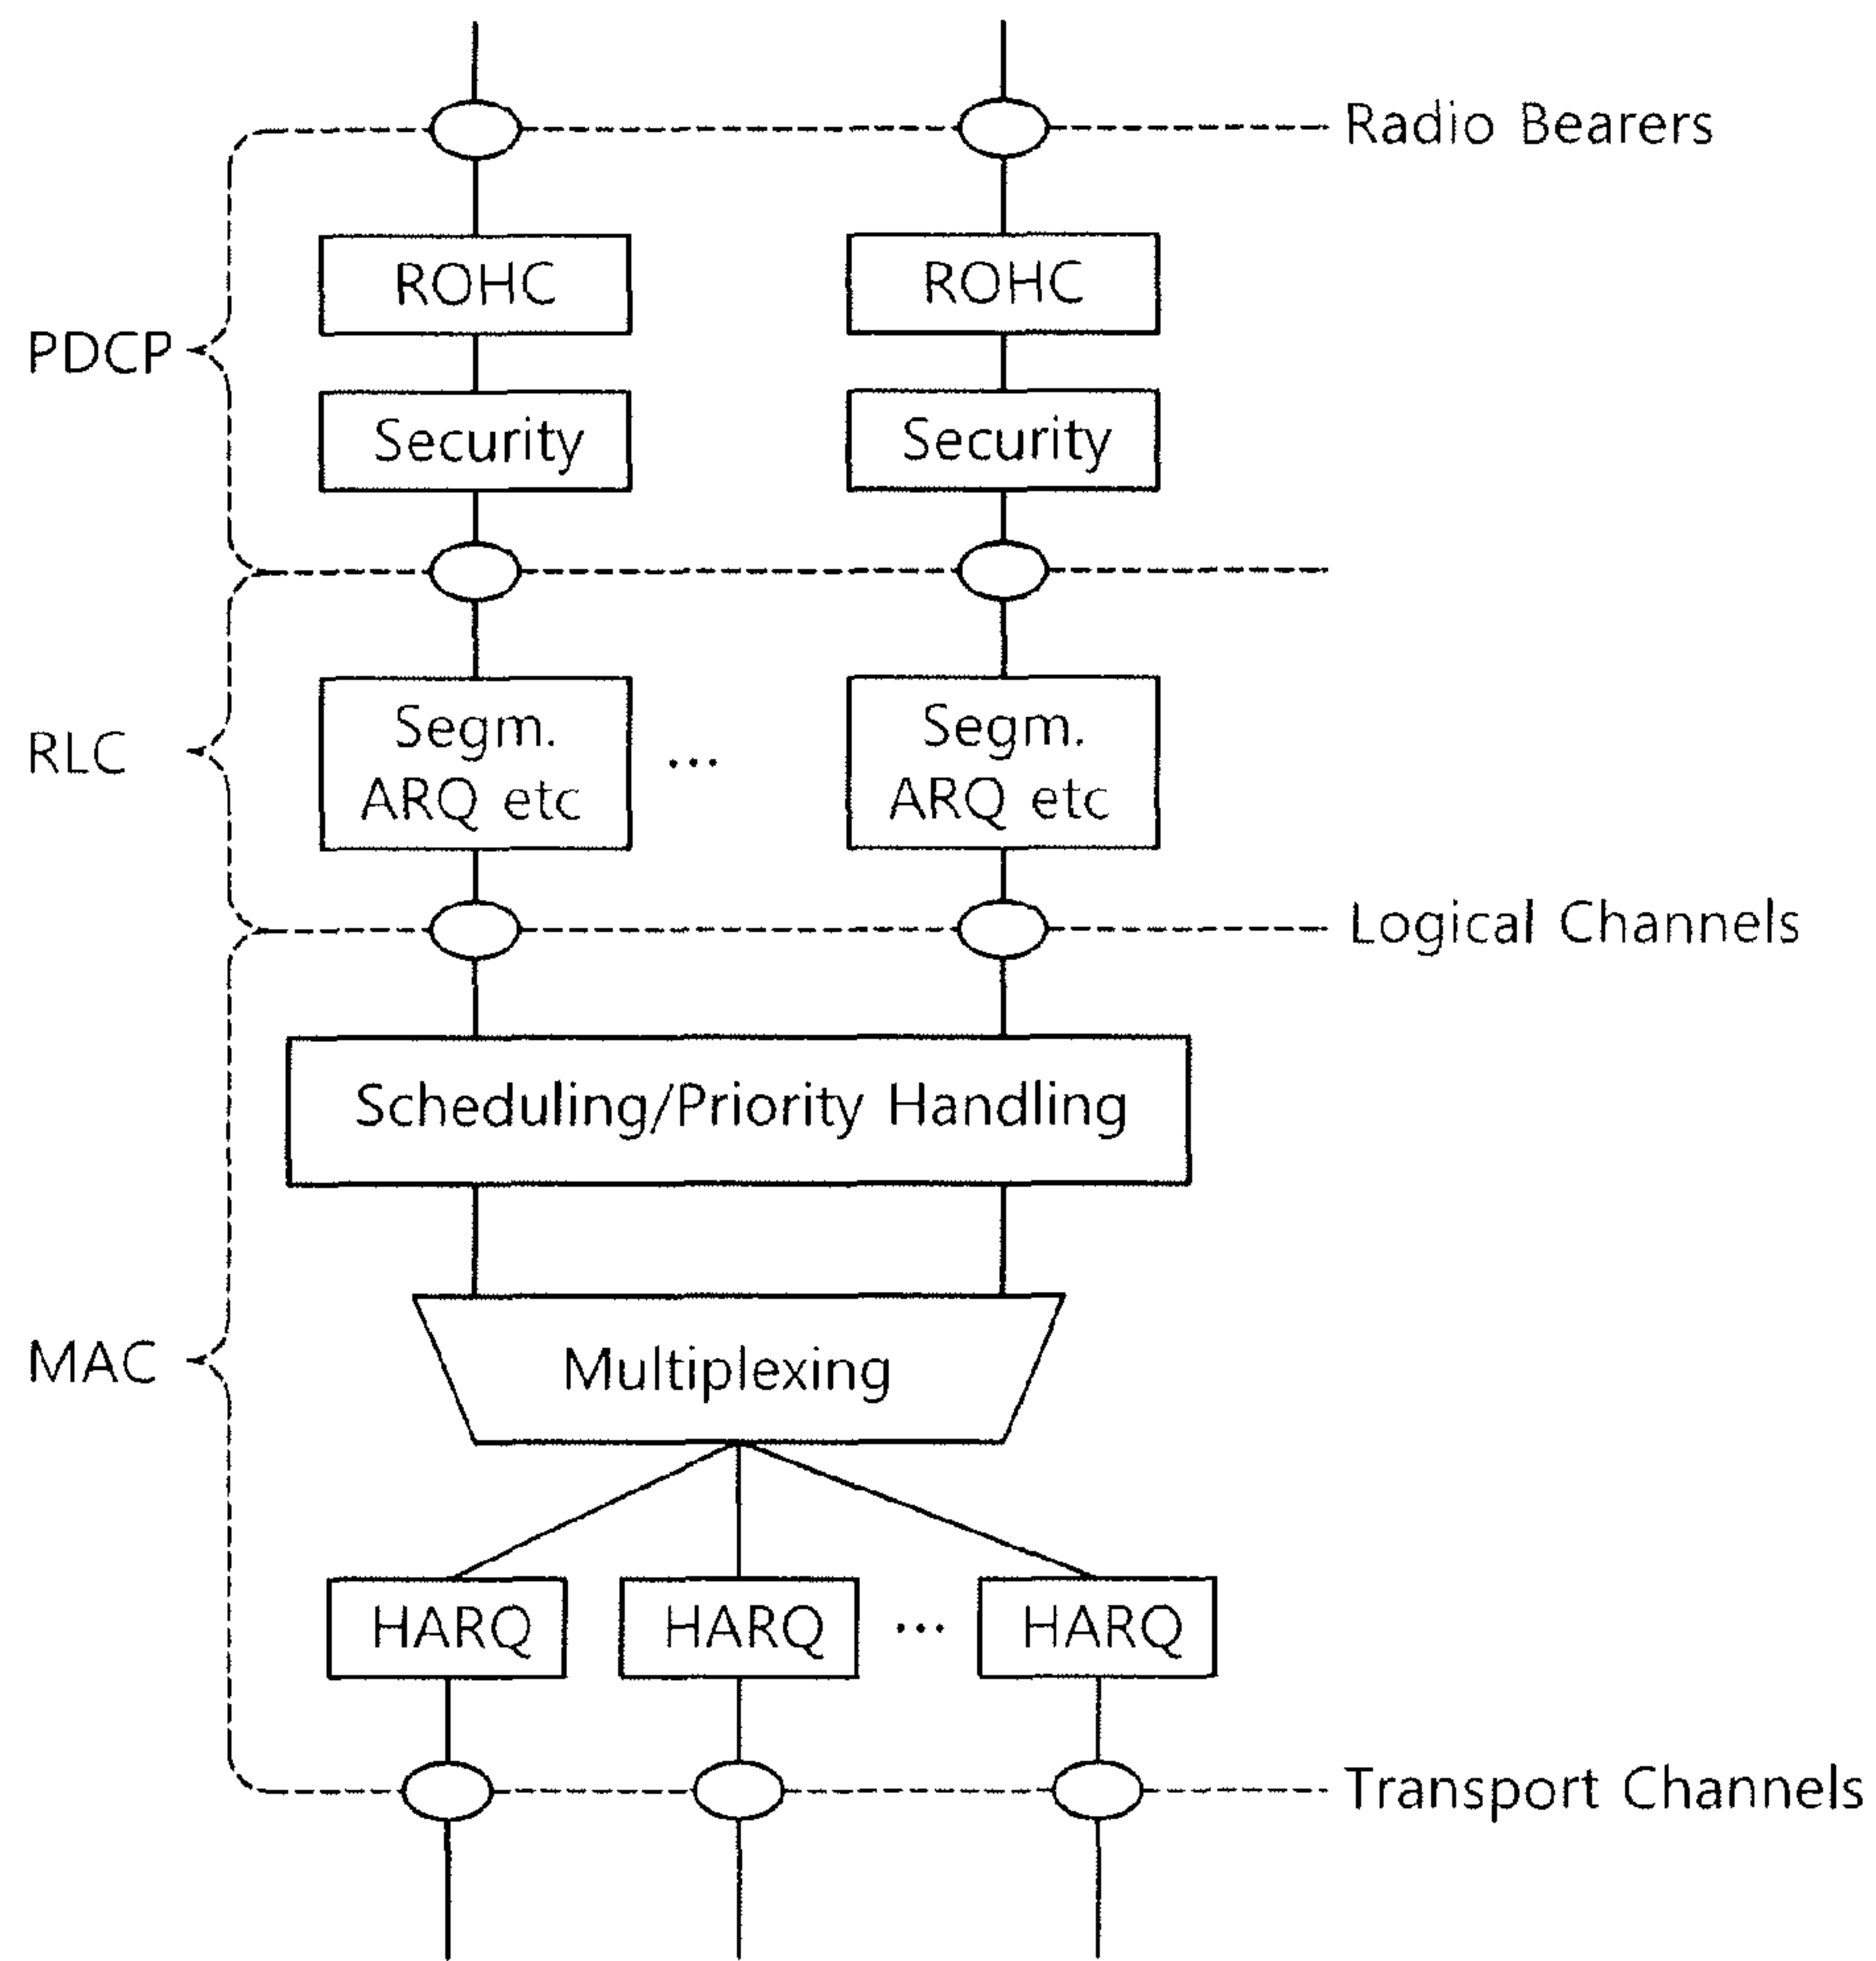 Radio Bearers
ROHC
ROHC
PDCP
Security
Security
Segm.
ARQ etc
...
Segm.
ARQ etc
RLC
Logical Channels
Scheduling/Priority Handling
Multiplexing
MAC
HARQ
HARQ
...
HARQ
Transport Channels